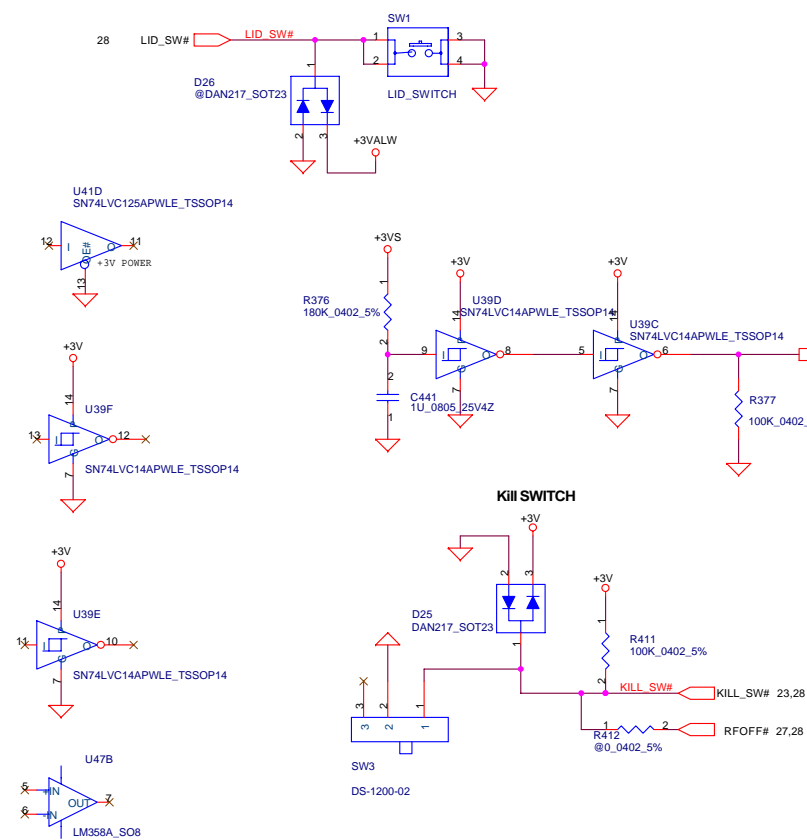 SW1
28 LID_SW# LID_SW# 1 3
2 4
1
D26
@DAN217_SOT23
LID_SWITCH
2 3
+3VALW
U41D
SN74LVC125APWLE_TSSOP14
12 I OE# O 11
+3V POWER
13
+3VS
+3V
+3V
1
R376
180K_0402_5%
2
U39D
SN74LVC14APWLE_TSSOP14
14
9 I P O 8
G
7
U39C
SN74LVC14APWLE_TSSOP14
14
5 I P O 6
G
7
2
C441
1U_0805_25V4Z
1
R377
100K_0402_
+3V
14
U39F
13 I P O 12
G
SN74LVC14APWLE_TSSOP14
7
Kill SWITCH
+3V
2 3
D25
DAN217_SOT23
1
+3V
1
R411
100K_0402_5%
2
+3V
14
U39E
11 I P O 10
G
SN74LVC14APWLE_TSSOP14
7
KILL_SW# KILL_SW# 23,28
1 2 RFOFF# 27,28
R412
@0_0402_5%
3 2 1
3 2 1
SW3
DS-1200-02
U47B
5 +IN
OUT 7
6 -IN
LM358A_SO8